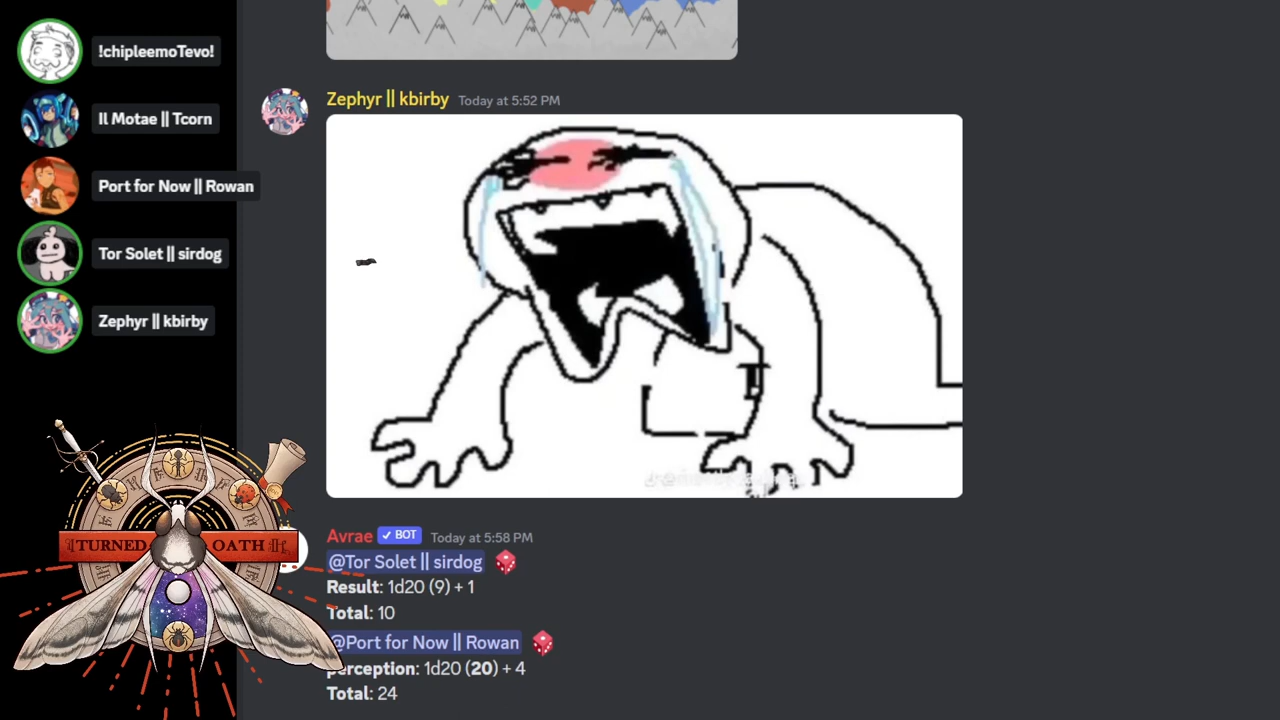 !chipleemoTevo!
Il Motae || Tcorn
Port for Now || Rowan
Tor Solet || sirdog
Zephyr || kbirby
Zephyr || kbirby Today at 5:52 PM
Avrae ✓ BOT Today at 5:58 PM
@Tor Solet || sirdog
Result: 1d20 (9) + 1
Total: 10
@Port for Now || Rowan
perception: 1d20 (20) + 4
Total: 24
TURNED OATH